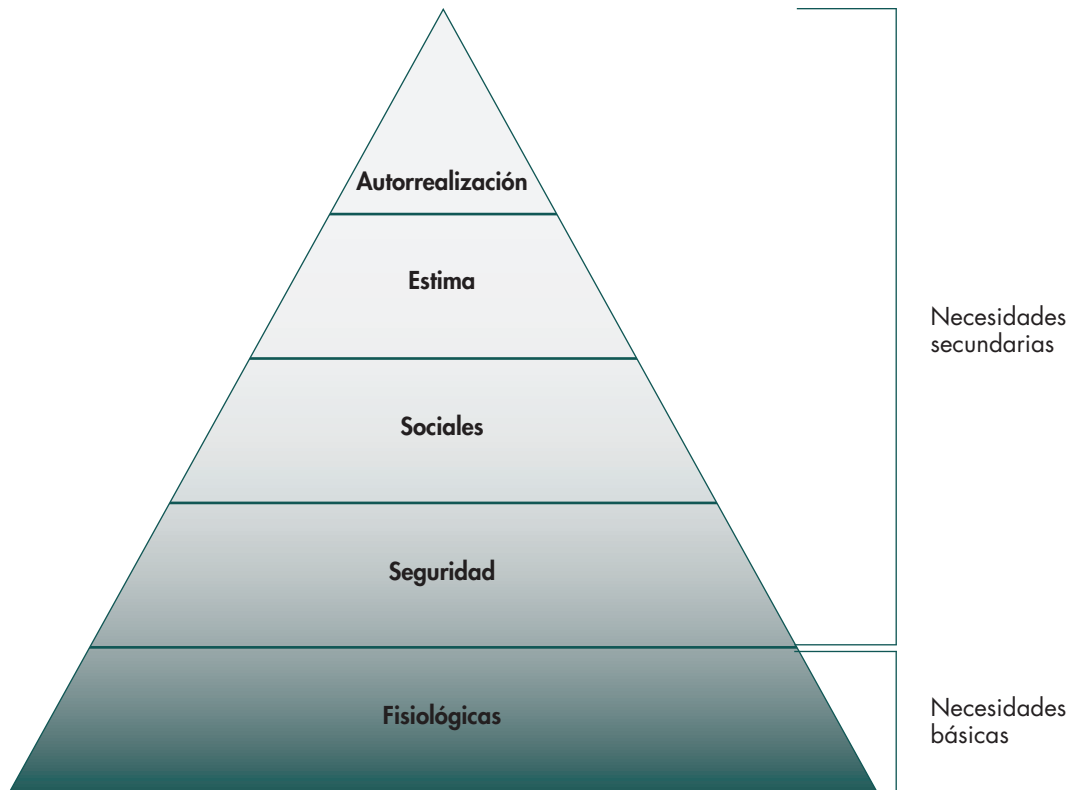 Autorrealización
Estima
Necesidades
secundarias
Sociales
Seguridad
Fisiológicas
Necesidades
básicas